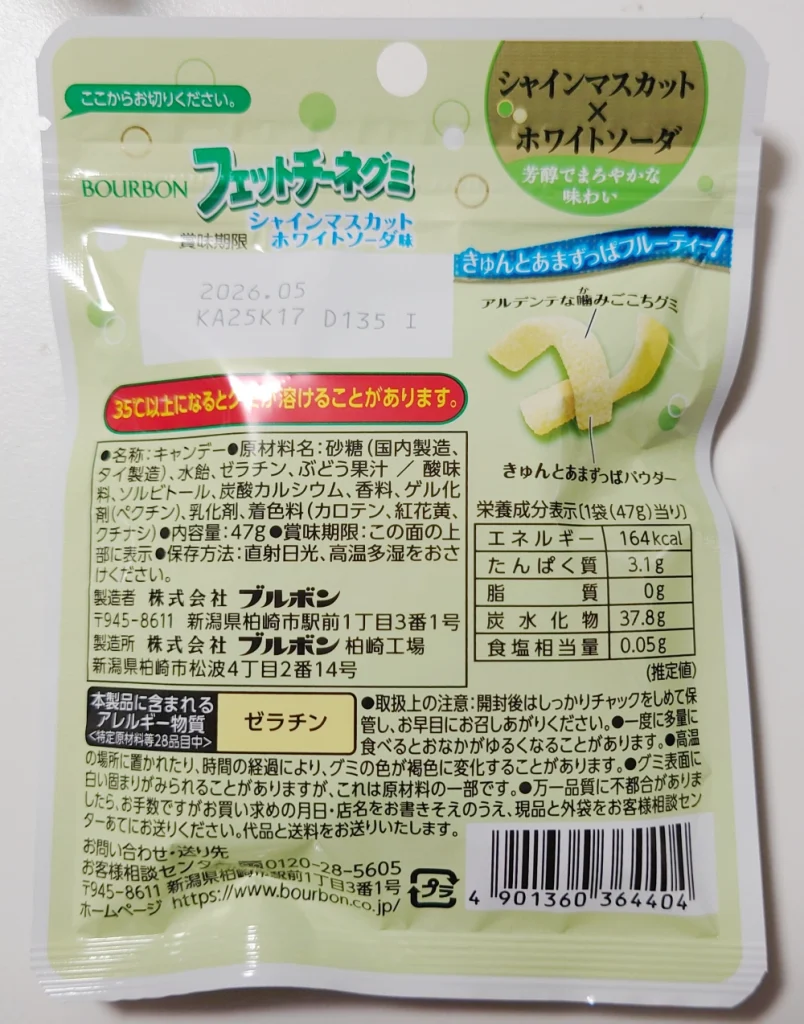 ここからお切りください。
シャインマスカット
×
ホワイトソーダ
芳醇でまろやかな
味わい
BOURBON フェットチーネグミ
シャインマスカット
ホワイトソーダ味
賞味期限
2026.05
KA25K17 D135 I
きゅんとあまずっぱフルーティー!
アルデンテな噛みごこちグミ
か
きゅんとあまずっぱパウダー
35℃以上になるとグミが溶けることがあります。
●名称:キャンデー●原材料名:砂糖(国内製造、
タイ製造)、水飴、ゼラチン、ぶどう果汁 / 酸味
料、ソルビトール、炭酸カルシウム、香料、ゲル化
剤(ペクチン)、乳化剤、着色料(カロテン、紅花黄、
クチナシ)●内容量:47g●賞味期限:この面の上
部に表示●保存方法:直射日光、高温多湿をおさ
けください。
製造者 株式会社 ブルボン
〒945-8611 新潟県柏崎市駅前1丁目3番1号
製造所 株式会社 ブルボン 柏崎工場
新潟県柏崎市松波4丁目2番14号
栄養成分表示〔1袋(47g)当り〕
エネルギー 164kcal
たんぱく質 3.1g
脂質 0g
炭水化物 37.8g
食塩相当量 0.05g
(推定値)
本製品に含まれる
アレルギー物質
<特定原材料等28品目中>
ゼラチン
●取扱上の注意:開封後はしっかりチャックをしめて保
管し、お早目にお召しあがりください。●一度に多量に
食べるとおなかがゆるくなることがあります。●高温
の場所に置かれたり、時間の経過により、グミの色が褐色に変化することがあります。●グミ表面に
白い固まりがみられることがありますが、これは原材料の一部です。●万一品質に不都合がありま
したら、お手数ですがお買い求めの月日・店名をお書きそえのうえ、現品と外袋をお客様相談セン
ターあてにお送りください。代品と送料をお送りいたします。
お問い合わせ・送り先
お客様相談センター 0120-28-5605
〒945-8611 新潟県柏崎市駅前1丁目3番1号
ホームページ https://www.bourbon.co.jp/
プラ
4 901360 364404